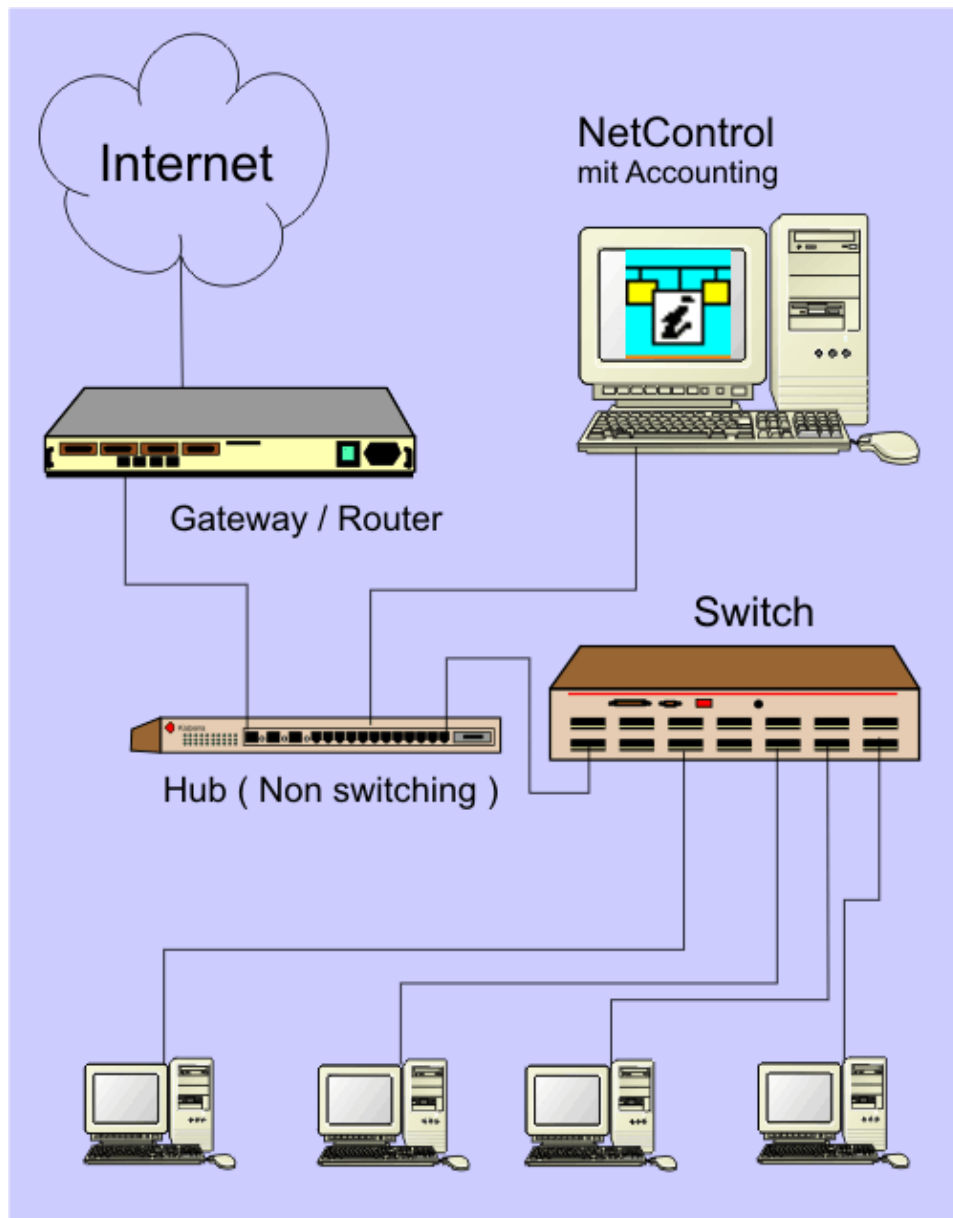 Internet
NetControl
mit Accounting
Gateway / Router
Switch
Hub ( Non switching )